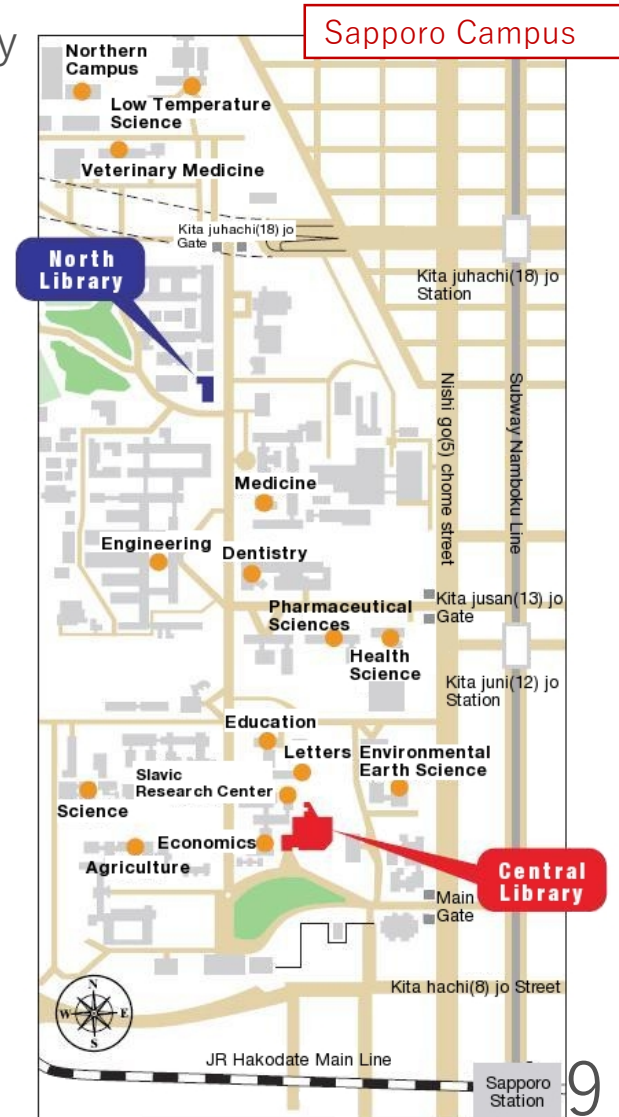 y
Sapporo Campus
Northern
Campus
Low Temperature
Science
Veterinary Medicine
Kita juhachi(18) jo
Gate
North
Library
Kita juhachi(18) jo
Station
Nishi go(5) chome street
Subway Namboku Line
Medicine
Engineering
Dentistry
Kita jusan(13) jo
Gate
Pharmaceutical
Sciences
Health
Science
Kita juni(12) jo
Station
Education
Letters
Environmental
Earth Science
Slavic
Research Center
Science
Economics
Agriculture
Central
Library
Main
Gate
N
W
E
S
Kita hachi(8) jo Street
JR Hakodate Main Line
Sapporo
Station
9